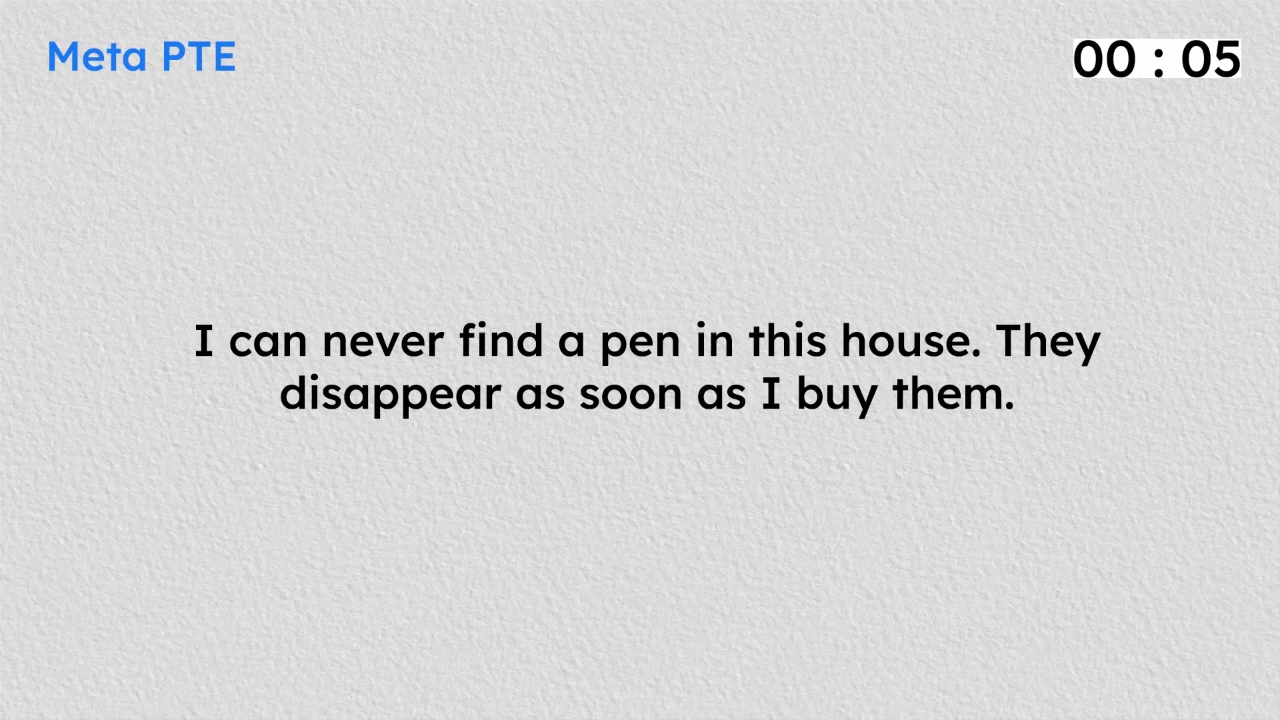 Meta PTE
00 : 05
I can never find a pen in this house. They
disappear as soon as I buy them.